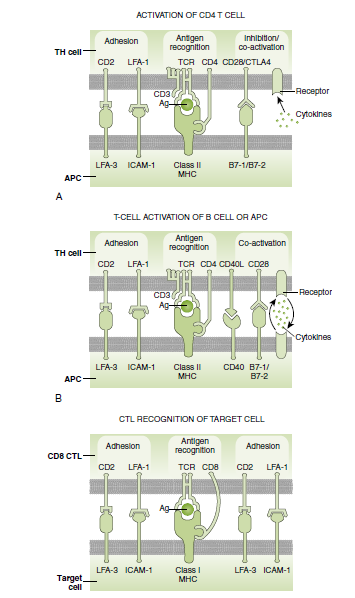 ACTIVATION OF CD4 T CELL
Adhesion
Antigen
recognition
Inhibition/
co-activation
TH cell
CD2 LFA-1 TCR CD4 CD28/CTLA4
CD3
Ag
Receptor
Cytokines
LFA-3 ICAM-1 Class II
MHC
B7-1/B7-2
APC
A
T-CELL ACTIVATION OF B CELL OR APC
Adhesion
Antigen
recognition
Co-activation
TH cell
CD2 LFA-1 TCR CD4 CD40L CD28
CD3
Ag
Receptor
Cytokines
LFA-3 ICAM-1 Class II
MHC
CD40 B7-1/
B7-2
APC
B
CTL RECOGNITION OF TARGET CELL
Adhesion
Antigen
recognition
Adhesion
CD8 CTL
CD2 LFA-1 TCR CD8 CD2 LFA-1
Ag
LFA-3 ICAM-1 Class I
MHC
LFA-3 ICAM-1
Target
cell